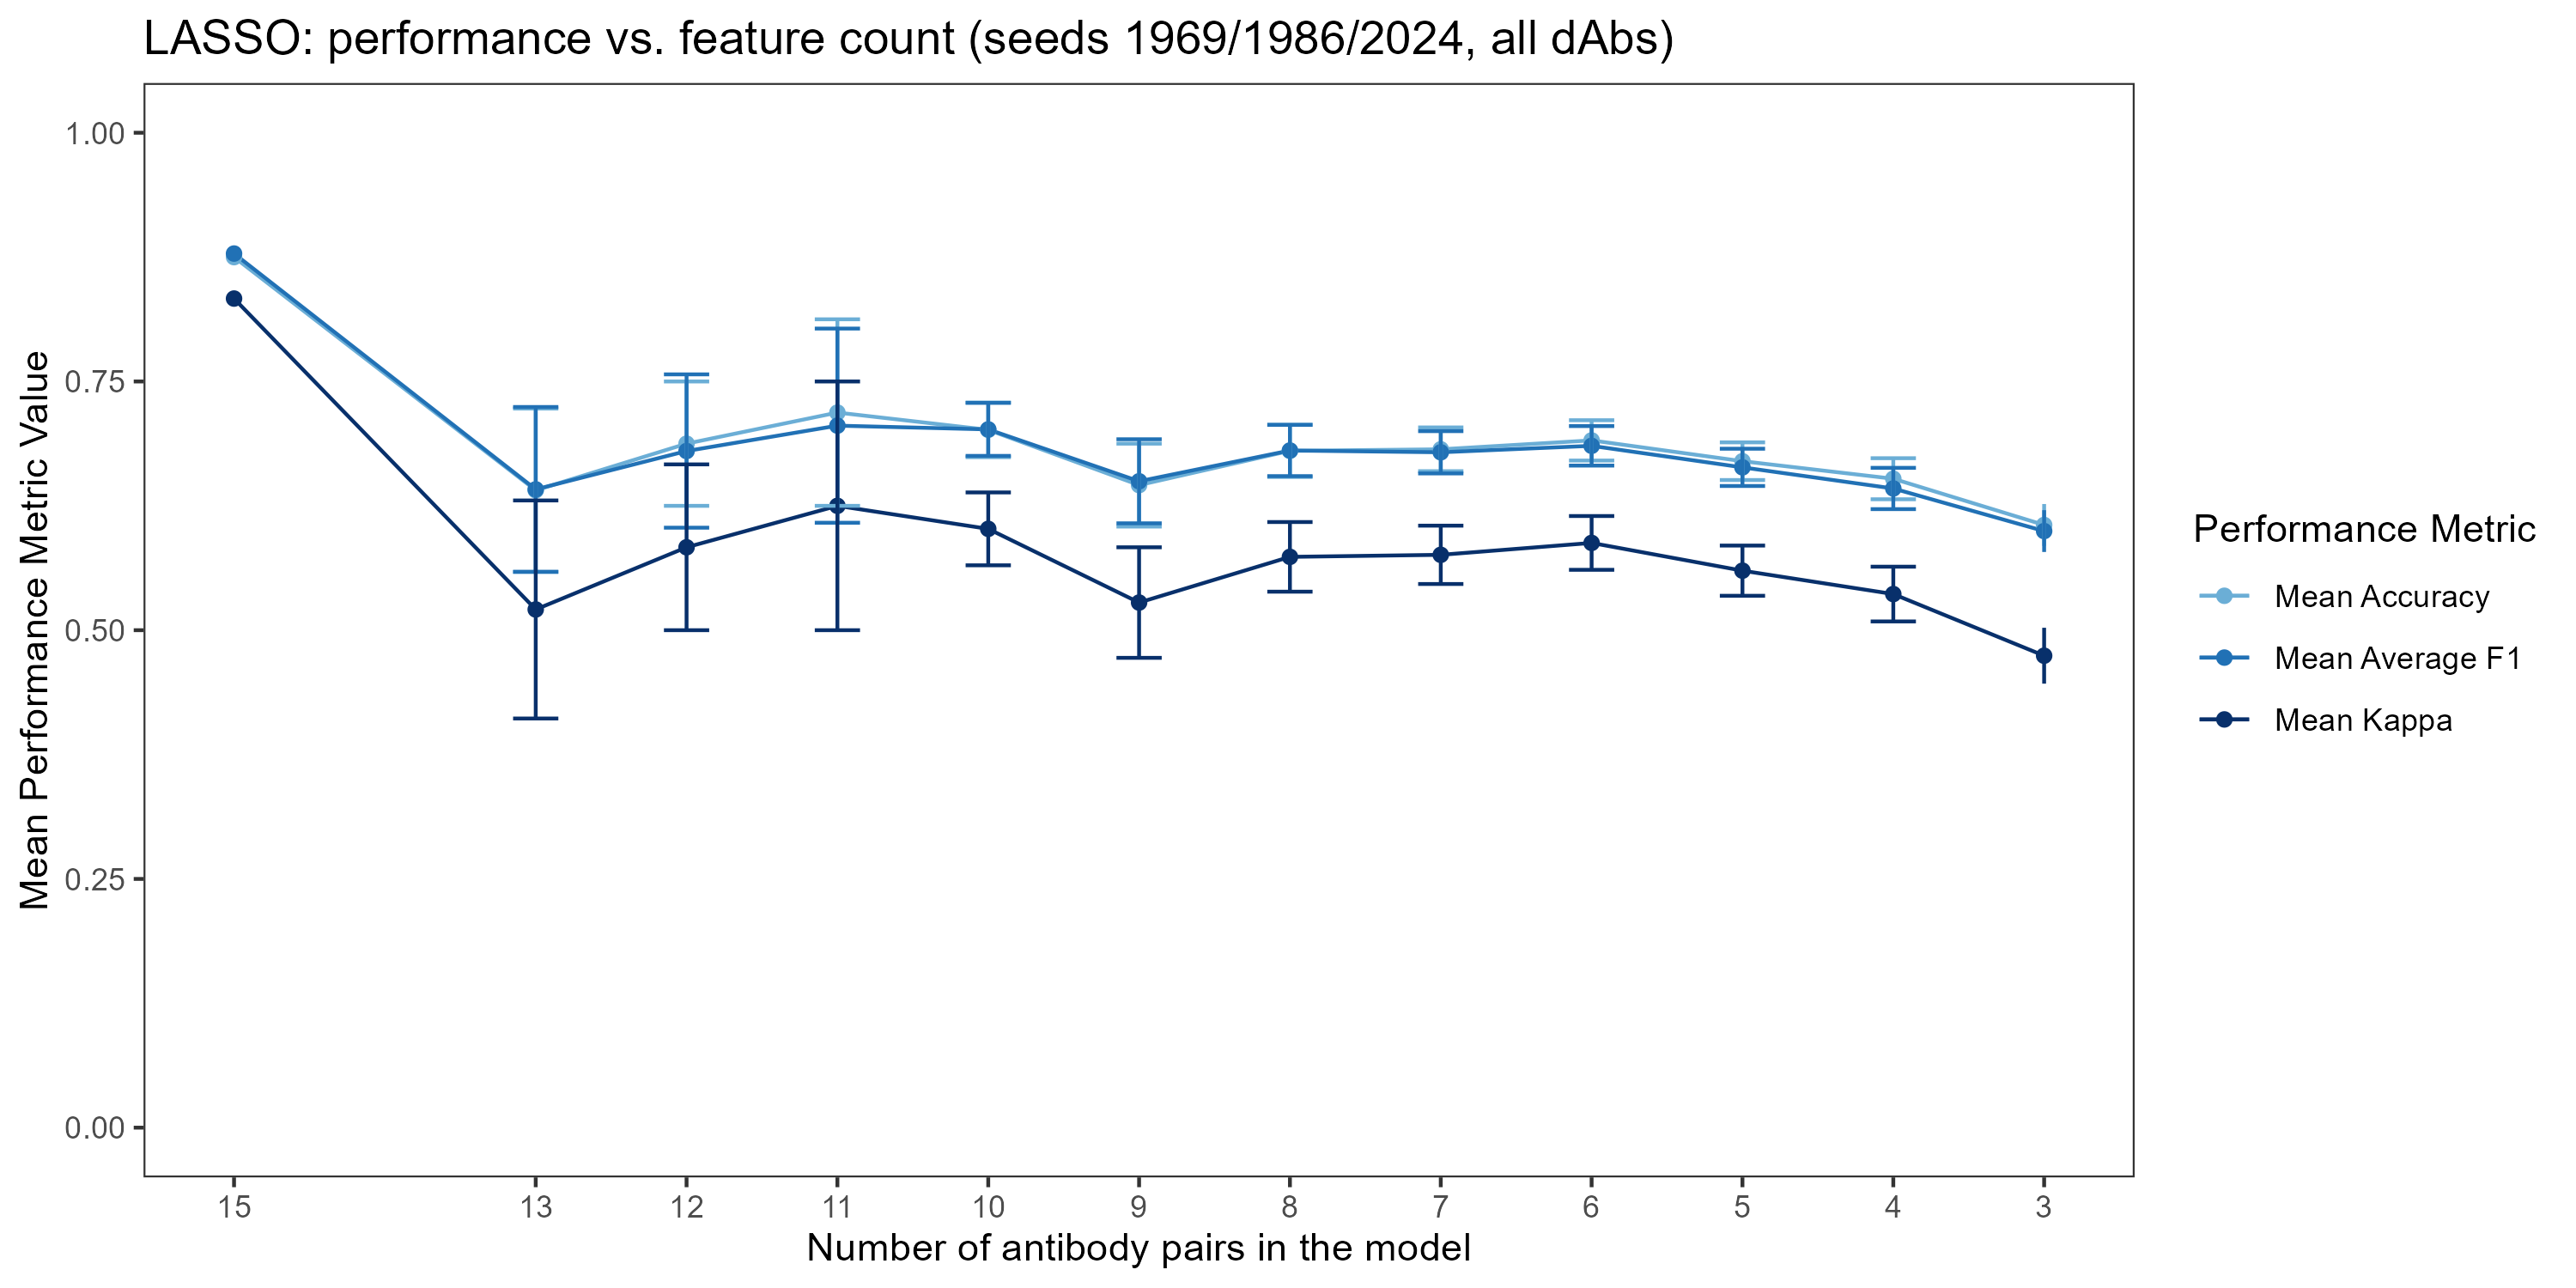 LASSO: performance vs. feature count (seeds 1969/1986/2024, all dAbs)
Mean Performance Metric Value
1.00
0.75
0.50
0.25
0.00
15 13 12 11 10 9 8 7 6 5 4 3
Number of antibody pairs in the model
Performance Metric
Mean Accuracy
Mean Average F1
Mean Kappa